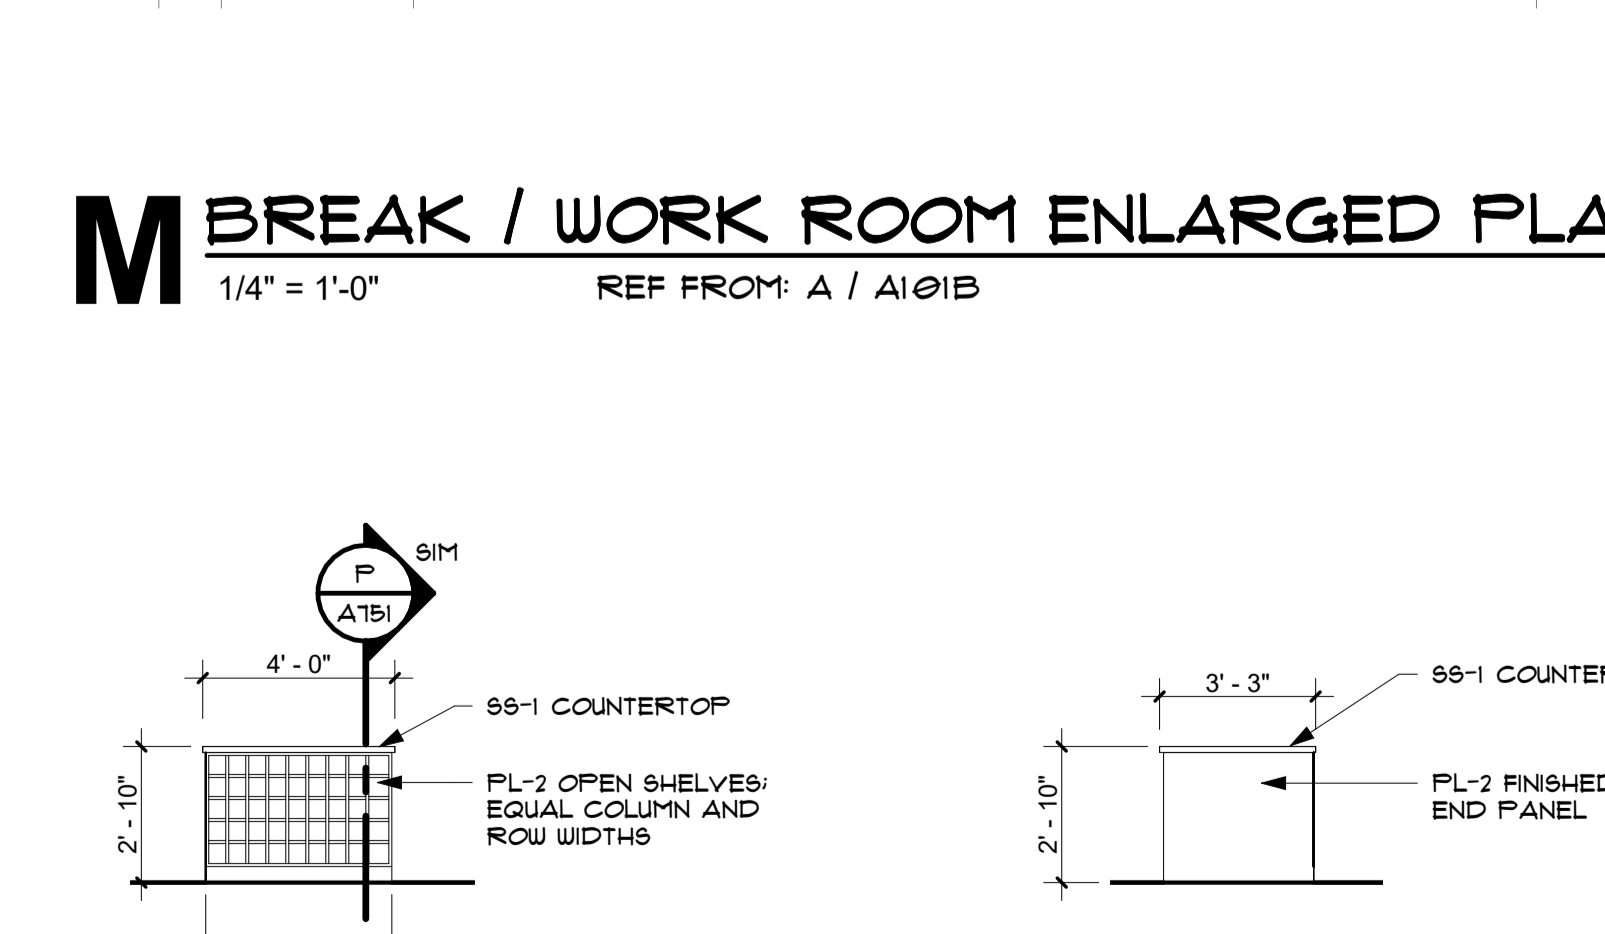 M BREAK / WORK ROOM ENLARGED PLA
1/4" = 1'-0" REF FROM: A / A101B
SIM
P
A751
4' - 0"
SS-1 COUNTERTOP
2' - 10"
PL-2 OPEN SHELVES;
EQUAL COLUMN AND
ROW WIDTHS
3' - 3"
SS-1 COUNTER
2' - 10"
PL-2 FINISHED
END PANEL